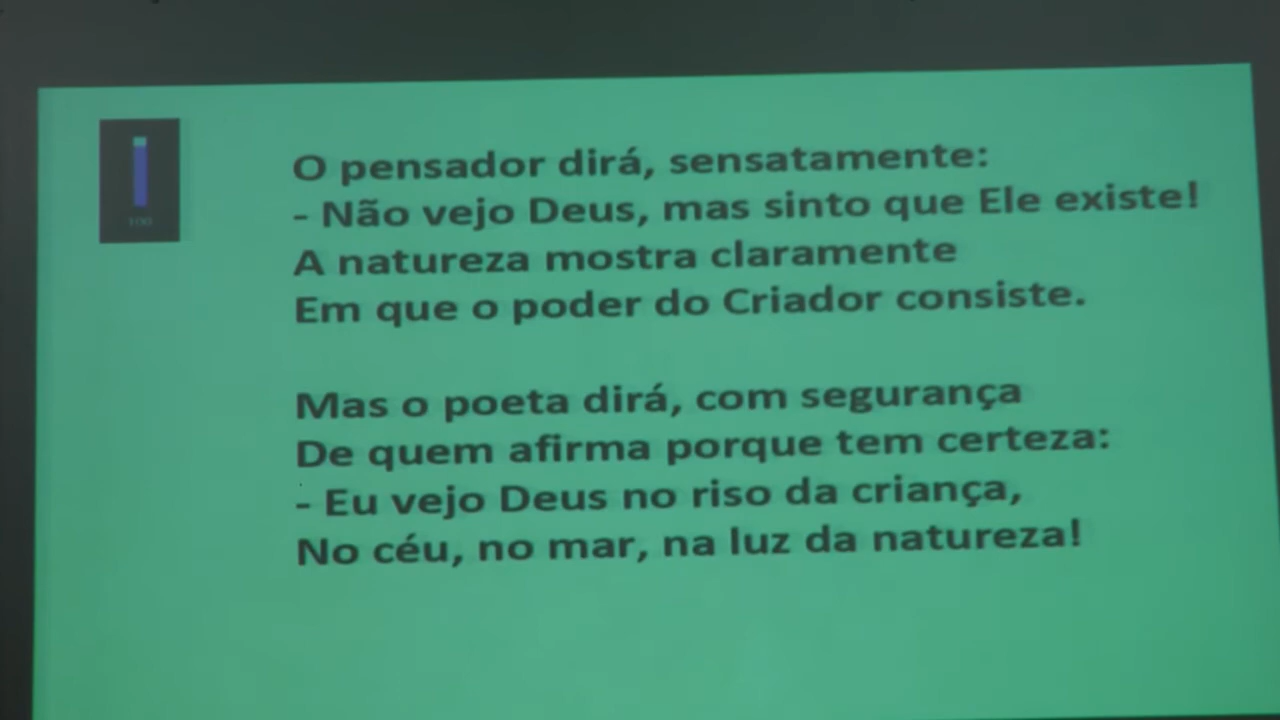 O pensador dirá, sensatamente:
- Não vejo Deus, mas sinto que Ele existe!
A natureza mostra claramente
Em que o poder do Criador consiste.
Mas o poeta dirá, com segurança
De quem afirma porque tem certeza:
- Eu vejo Deus no riso da criança,
No céu, no mar, na luz da natureza!
100